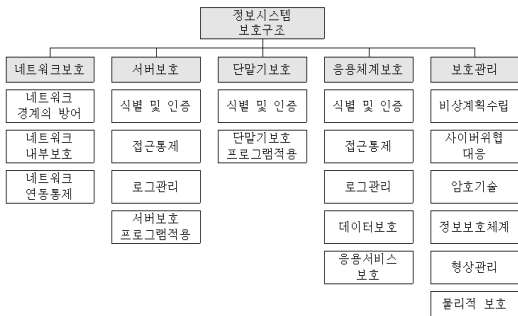 정보시스템
보호구조
네트워크보호
네트워크
경계의 방어
네트워크
내부보호
네트워크
연동통제
서버보호
식별 및 인증
접근통제
로그관리
서버보호
프로그램적용
단말기보호
식별 및 인증
단말기보호
프로그램적용
응용체계보호
식별 및 인증
접근통제
로그관리
데이터보호
응용서비스
보호
보호관리
비상계획수립
사이버위협
대응
암호기술
정보보호체계
형상관리
물리적 보호